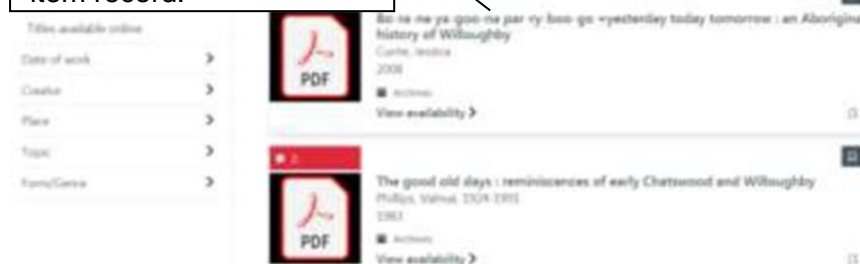 item record.
Titles available online
Date of work
Creator
Place
Topic
Form/Genre
PDF
Bo-ra-ne ya-goo-na par-ry-boo-go =yesterday today tomorrow : an Aborigina
history of Willoughby
Currie, Jessica
2008
Archives
View availability
2
PDF
The good old days : reminiscences of early Chatswood and Willoughby
Phillips, 1924-1991
1983
Archives
View availability